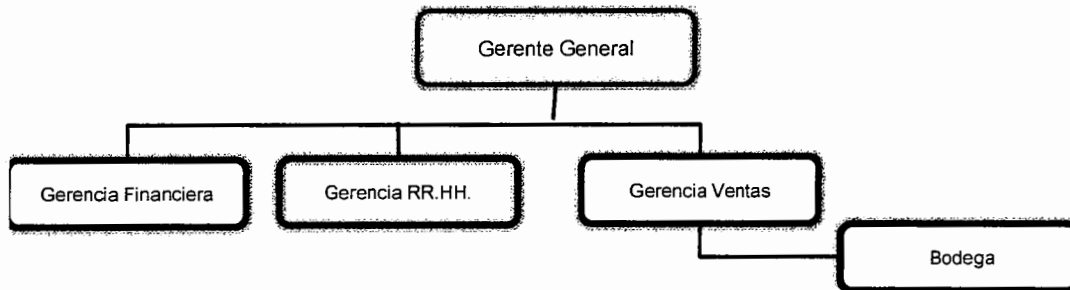 Gerente General
Gerencia Financiera
Gerencia RR.HH.
Gerencia Ventas
Bodega